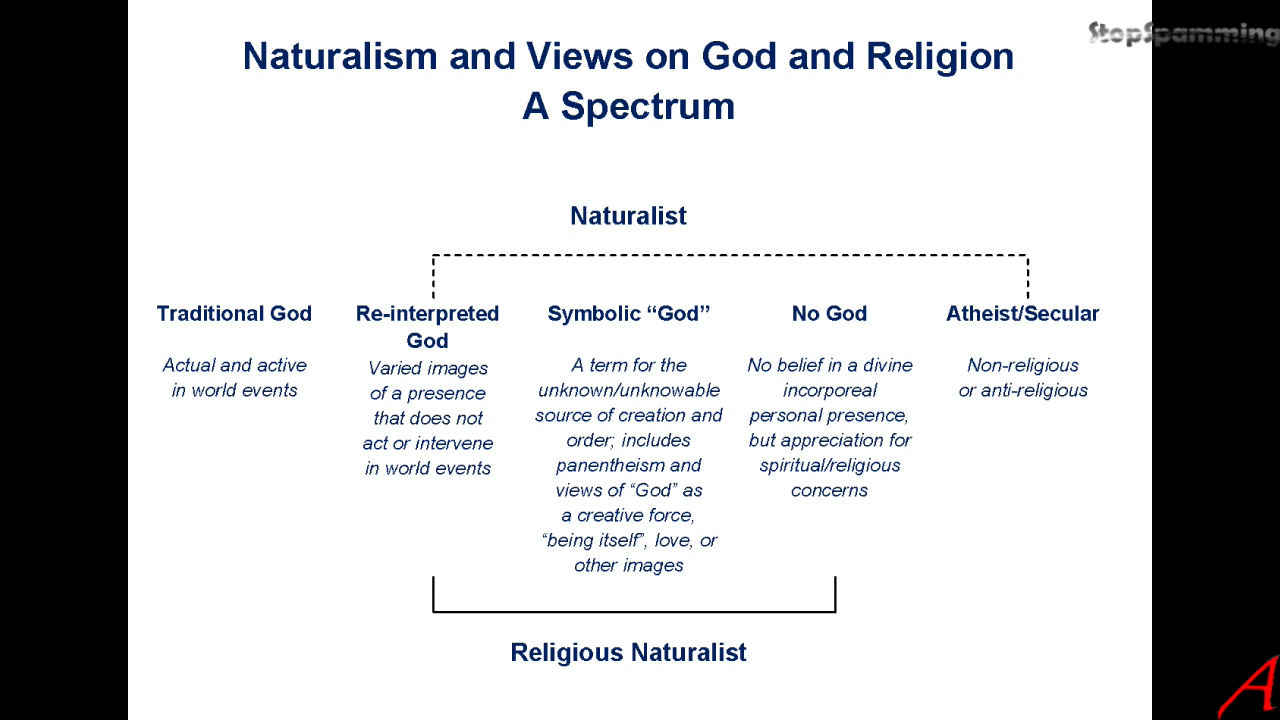 StopSpamming
Naturalism and Views on God and Religion
A Spectrum
Naturalist
Traditional God
Actual and active
in world events
Re-interpreted
God
Varied images
of a presence
that does not
act or intervene
in world events
Symbolic “God”
A term for the
unknown/unknowable
source of creation and
order; includes
panentheism and
views of “God” as
a creative force,
“being itself”, love, or
other images
No God
No belief in a divine
incorporeal
personal presence,
but appreciation for
spiritual/religious
concerns
Atheist/Secular
Non-religious
or anti-religious
Religious Naturalist
A